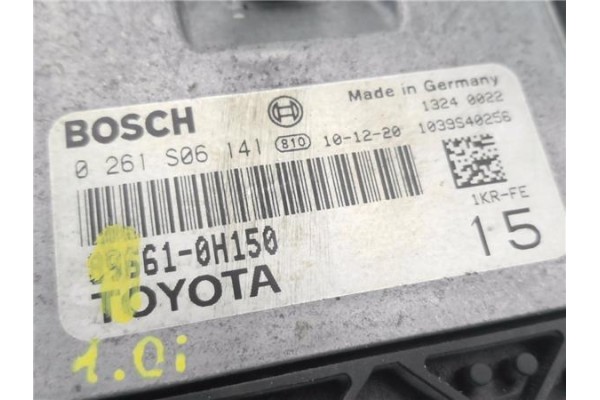 BOSCH
Made in Germany
1324 0022
0 261 S06 141 810 10-12-20 1039S40256
1KR-FE
89661-0H150
15
TOYOTA
1.0i